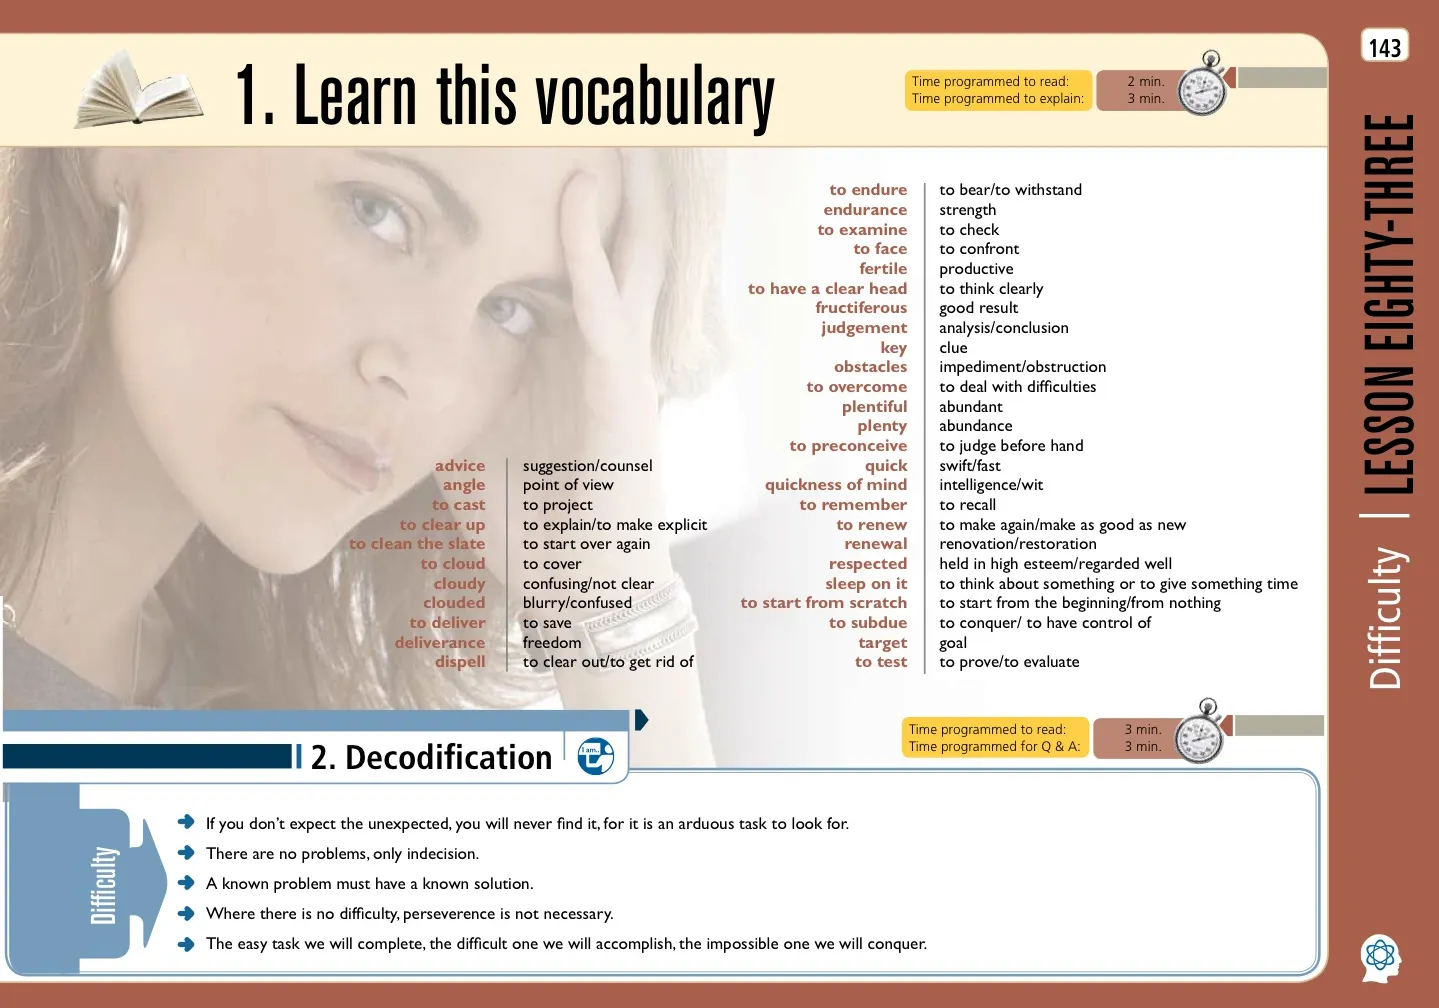 143
1. Learn this vocabulary
Time programmed to read: 2 min.
Time programmed to explain: 3 min.
LESSON EIGHTY-THREE
Difficulty
advice suggestion/counsel
angle point of view
to cast to project
to clear up to explain/to make explicit
to clean the slate to start over again
to cloud to cover
cloudy confusing/not clear
clouded blurry/confused
to deliver to save
deliverance freedom
dispell to clear out/to get rid of
to endure to bear/to withstand
endurance strength
to examine to check
to face to confront
fertile productive
to have a clear head to think clearly
fructiferous good result
judgement analysis/conclusion
key clue
obstacles impediment/obstruction
to overcome to deal with difficulties
plentiful abundant
plenty abundance
to preconceive to judge before hand
quick swift/fast
quickness of mind intelligence/wit
to remember to recall
to renew to make again/make as good as new
renewal renovation/restoration
respected held in high esteem/regarded well
sleep on it to think about something or to give something time
to start from scratch to start from the beginning/from nothing
to subdue to conquer/ to have control of
target goal
to test to prove/to evaluate
2. Decodification
I am..
Time programmed to read: 3 min.
Time programmed for Q & A: 3 min.
Difficulty
If you don't expect the unexpected, you will never find it, for it is an arduous task to look for.
There are no problems, only indecision.
A known problem must have a known solution.
Where there is no difficulty, perseverence is not necessary.
The easy task we will complete, the difficult one we will accomplish, the impossible one we will conquer.